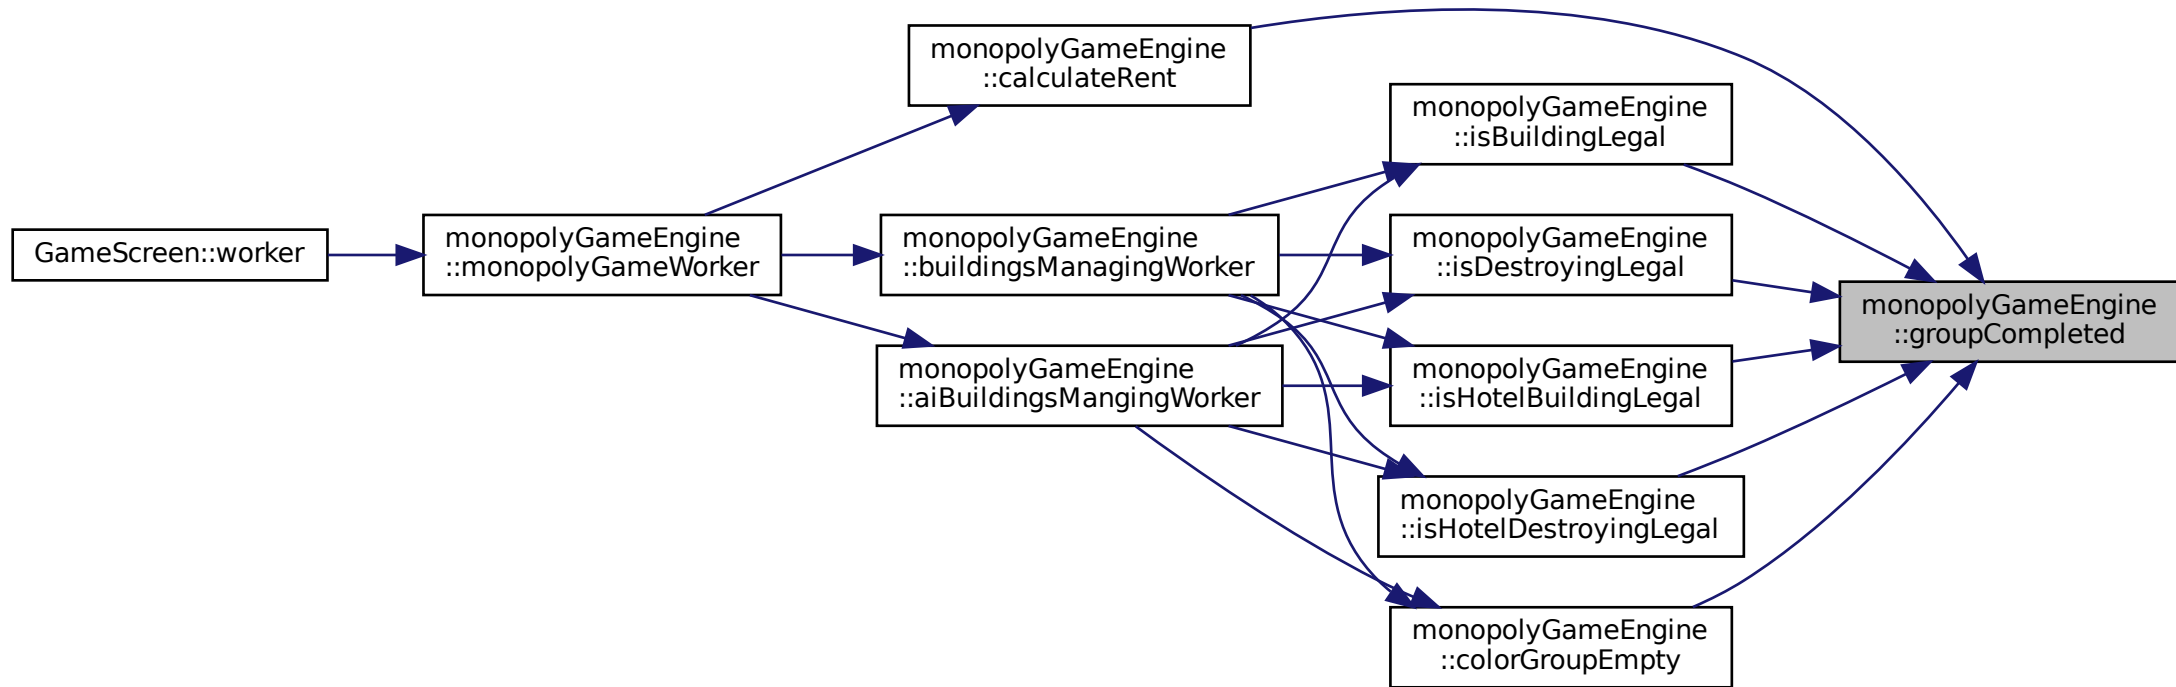 monopolyGameEngine
::calculateRent
monopolyGameEngine
::isBuildingLegal
GameScreen::worker
monopolyGameEngine
::monopolyGameWorker
monopolyGameEngine
::buildingsManagingWorker
monopolyGameEngine
::isDestroyingLegal
monopolyGameEngine
::groupCompleted
monopolyGameEngine
::aiBuildingsMangingWorker
monopolyGameEngine
::isHotelBuildingLegal
monopolyGameEngine
::isHotelDestroyingLegal
monopolyGameEngine
::colorGroupEmpty